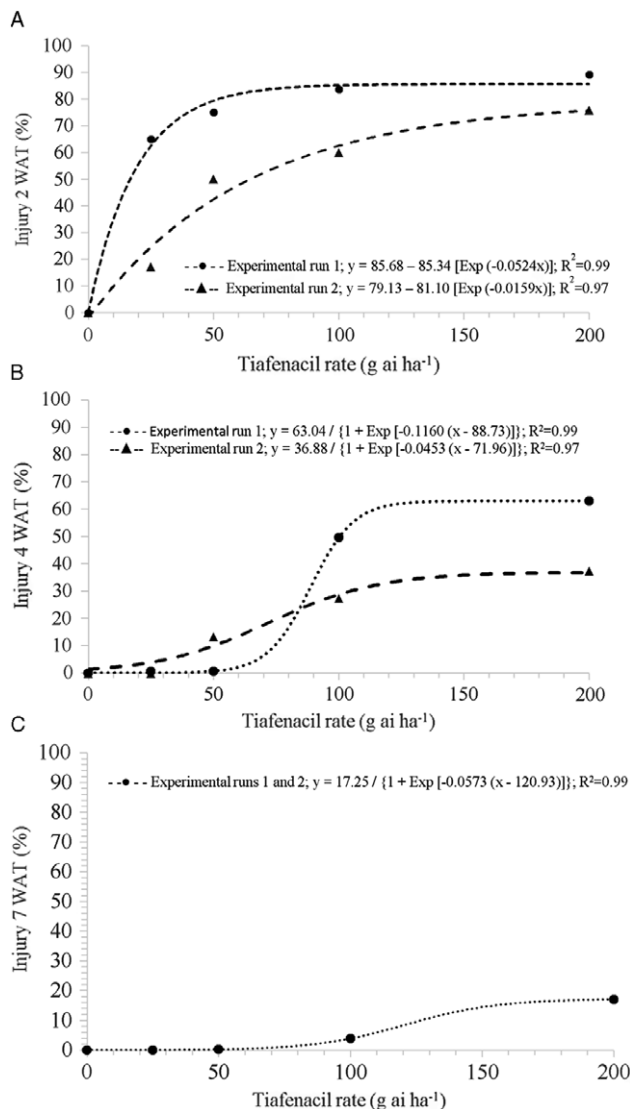 A
100
90
80
70
60
50
40
30
20
10
0
Injury 2 WAT (%)
Experimental run 1; y = 85.68 – 85.34 [Exp (-0.0524x)]; R²=0.99
Experimental run 2; y = 79.13 – 81.10 [Exp (-0.0159x)]; R²=0.97
0 50 100 150 200
Tiafenacil rate (g ai ha⁻¹)
B
100
90
80
70
60
50
40
30
20
10
0
Injury 4 WAT (%)
Experimental run 1; y = 63.04 / {1 + Exp [-0.1160 (x - 88.73)]}; R²=0.99
Experimental run 2; y = 36.88 / {1 + Exp [-0.0453 (x - 71.96)]}; R²=0.97
0 50 100 150 200
Tiafenacil rate (g ai ha⁻¹)
C
100
90
80
70
60
50
40
30
20
10
0
Injury 7 WAT (%)
Experimental runs 1 and 2; y = 17.25 / {1 + Exp [-0.0573 (x - 120.93)]}; R²=0.99
0 50 100 150 200
Tiafenacil rate (g ai ha⁻¹)